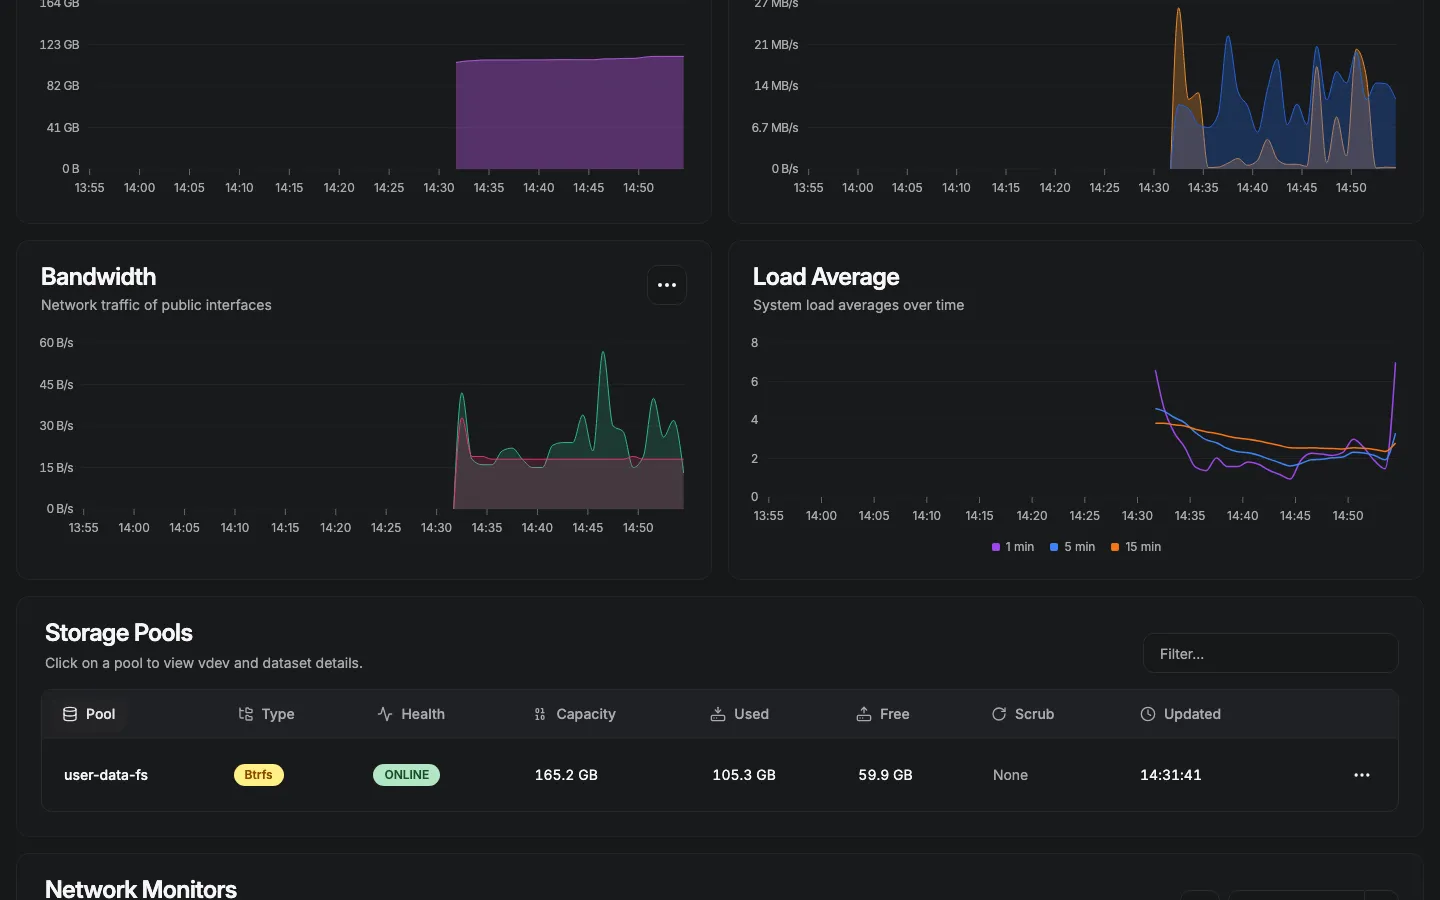 164 GB
123 GB
82 GB
41 GB
0 B
13:55 14:00 14:05 14:10 14:15 14:20 14:25 14:30 14:35 14:40 14:45 14:50
27 MB/s
21 MB/s
14 MB/s
6.7 MB/s
0 B/s
13:55 14:00 14:05 14:10 14:15 14:20 14:25 14:30 14:35 14:40 14:45 14:50
Bandwidth
Network traffic of public interfaces
60 B/s
45 B/s
30 B/s
15 B/s
0 B/s
13:55 14:00 14:05 14:10 14:15 14:20 14:25 14:30 14:35 14:40 14:45 14:50
Load Average
System load averages over time
8
6
4
2
0
13:55 14:00 14:05 14:10 14:15 14:20 14:25 14:30 14:35 14:40 14:45 14:50
1 min 5 min 15 min
Storage Pools
Click on a pool to view vdev and dataset details.
Filter...
Pool Type Health Capacity Used Free Scrub Updated
user-data-fs Btrfs ONLINE 165.2 GB 105.3 GB 59.9 GB None 14:31:41
Network Monitors